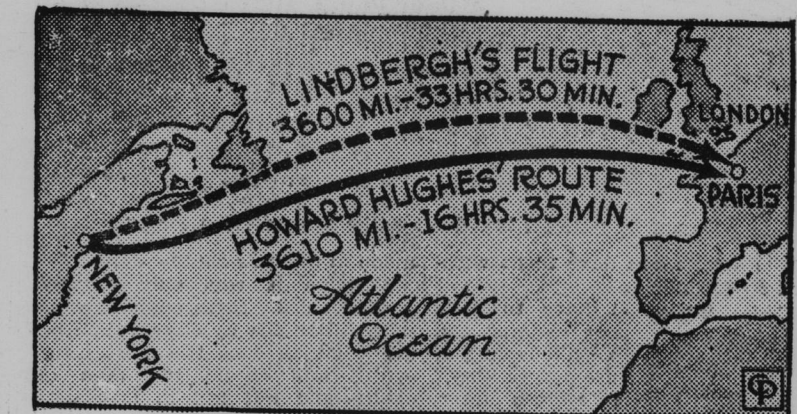 LINDBERGH'S FLIGHT
3600 MI.-33 HRS. 30 MIN.
LONDON
HOWARD HUGHES' ROUTE
3610 MI.-16 HRS. 35 MIN.
PARIS
NEW YORK
Atlantic
Ocean
CP